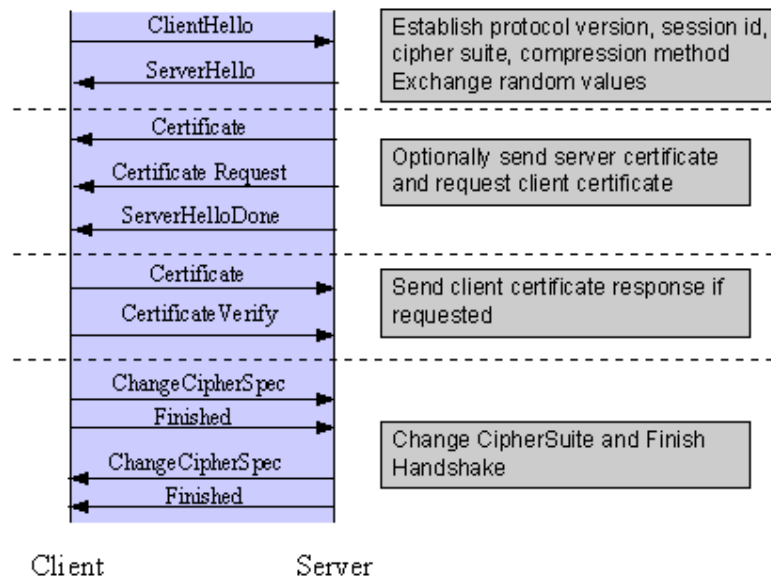 ClientHello
Establish protocol version, session id,
cipher suite, compression method
Exchange random values
ServerHello
Certificate
Optionally send server certificate
and request client certificate
Certificate Request
ServerHelloDone
Certificate
Send client certificate response if
requested
CertificateVerify
ChangeCipherSpec
Finished
Change CipherSuite and Finish
Handshake
ChangeCipherSpec
Finished
Client
Server